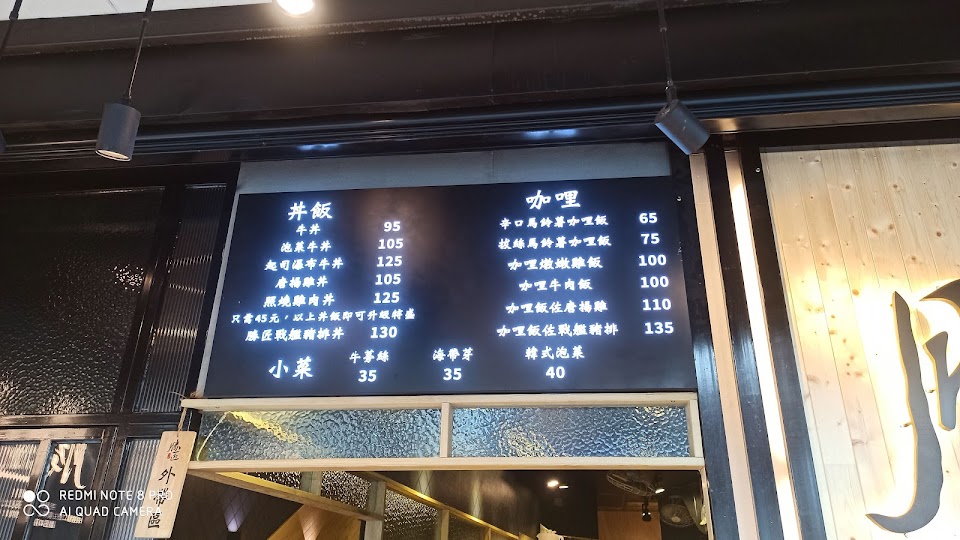 丼飯
牛丼 95
泡菜牛丼 105
起司瀑布牛丼 125
唐揚雞丼 105
照燒雞肉丼 125
只需45元，以上丼飯即可升級特盛
勝匠戰艦豬排丼 130
咖哩
辛口馬鈴薯咖哩飯 65
拔絲馬鈴薯咖哩飯 75
咖哩燉嫩雞飯 100
咖哩牛肉飯 100
咖哩飯佐唐揚雞 110
咖哩飯佐戰艦豬排 135
小菜
牛蒡絲 35
海帶芽 35
韓式泡菜 40
外帶區
REDMI NOTE 8 PRO
AI QUAD CAMERA